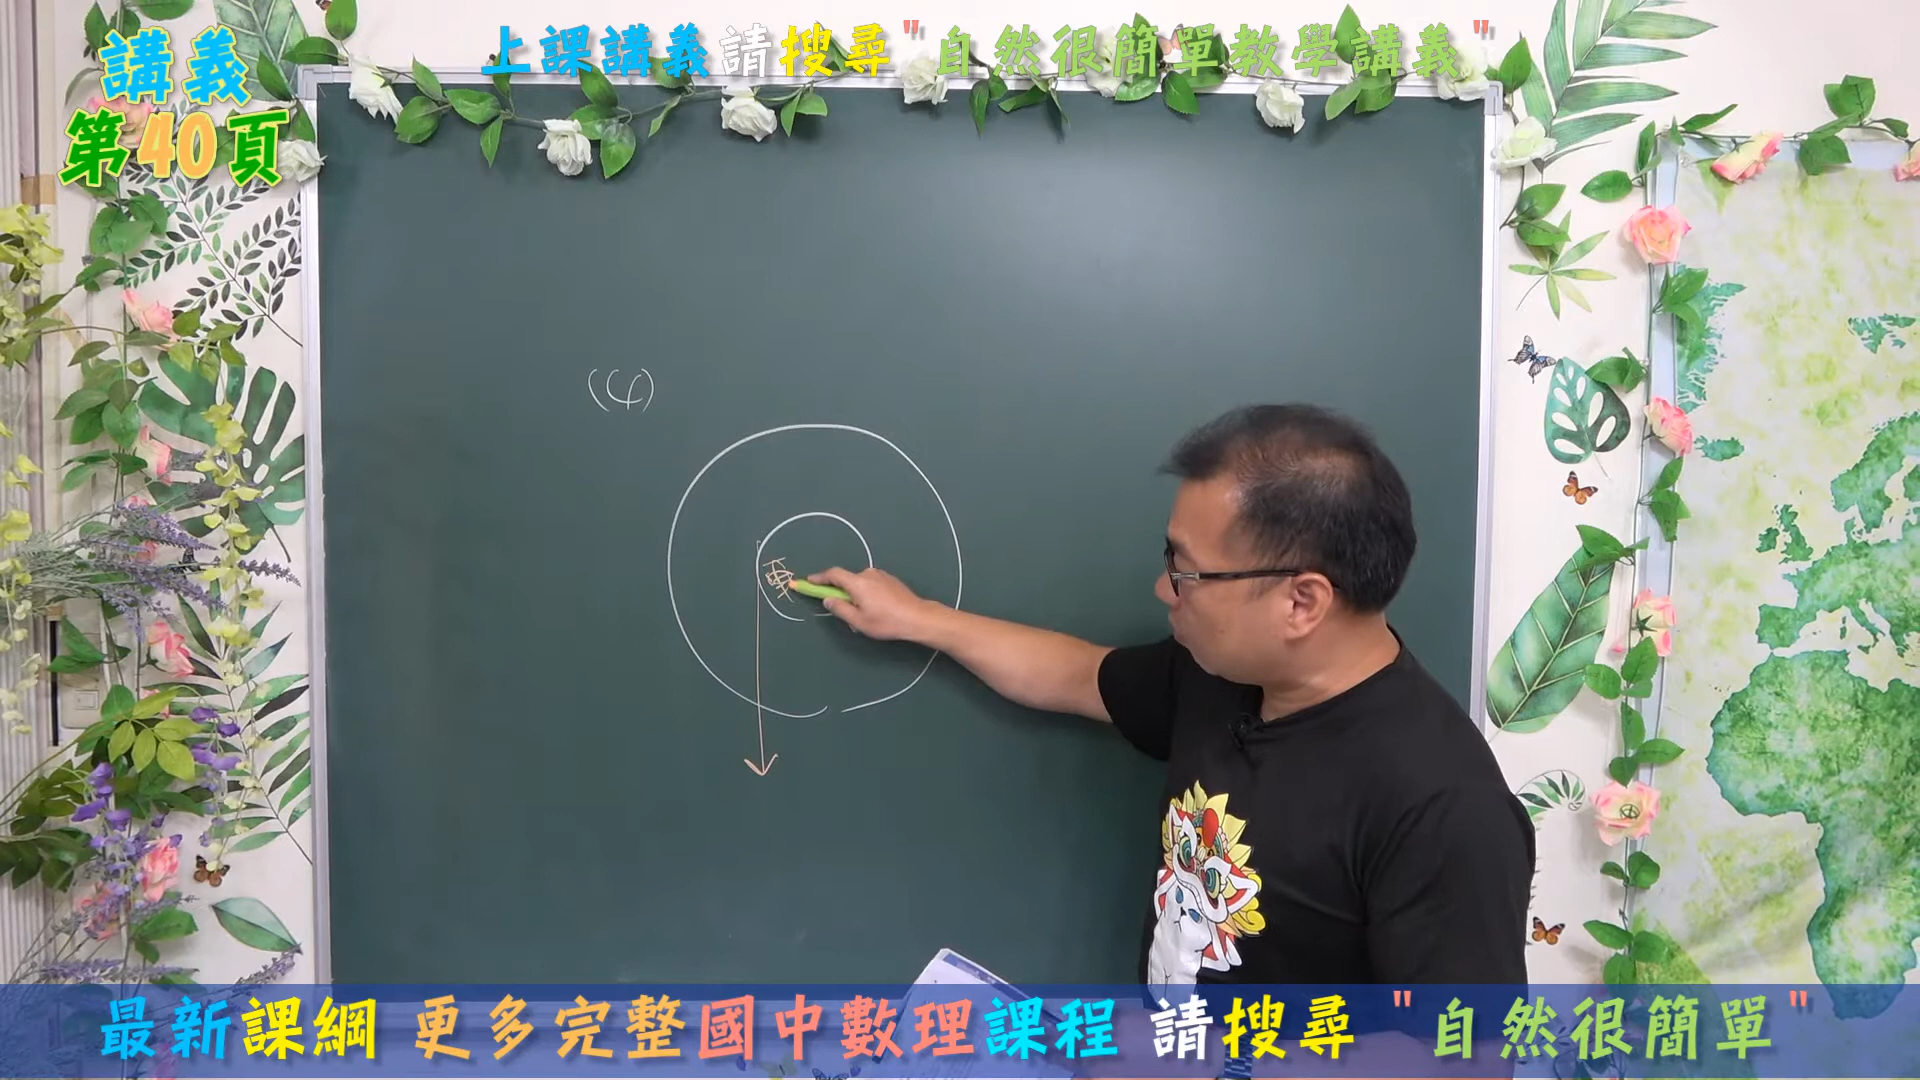 講義
第40頁
上課講義請搜尋"自然很簡單教學講義"
(4)
最新課綱 更多完整國中數理課程 請搜尋 "自然很簡單"